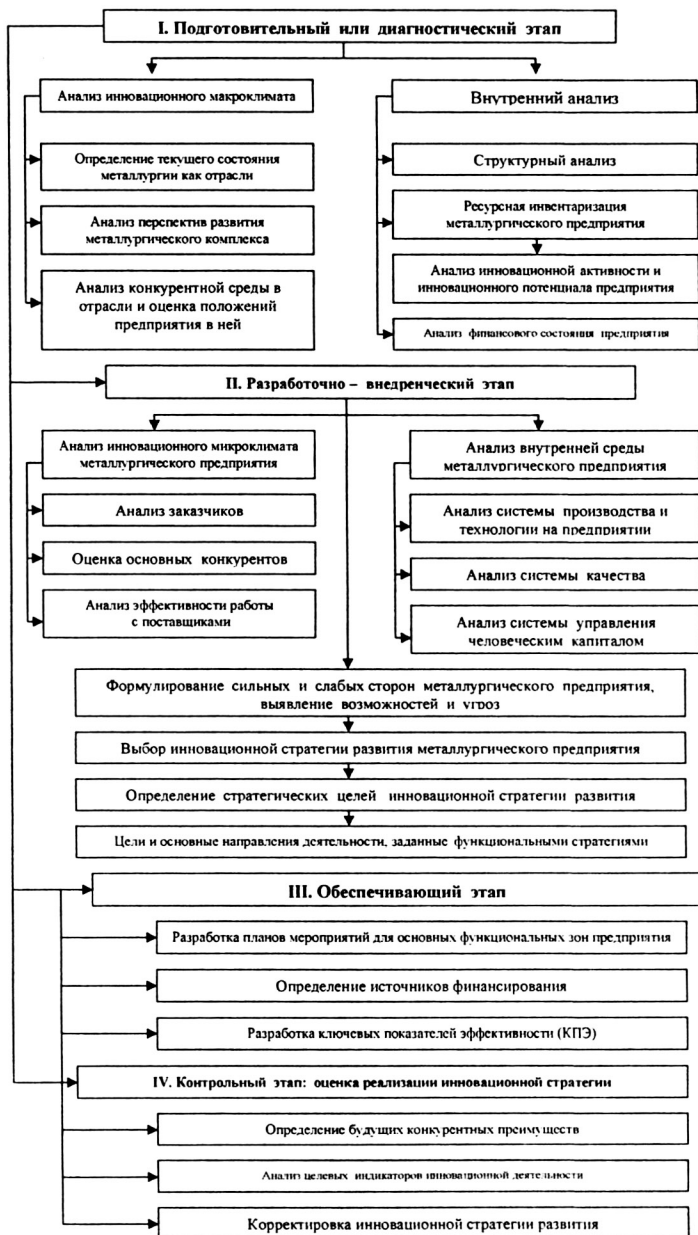 I. Подготовительный или диагностический этап
Анализ инновационного макроклимата
Определение текущего состояния
металлургии как отрасли
Анализ перспектив развития
металлургического комплекса
Анализ конкурентной среды в
отрасли и оценка положений
предприятия в ней
Внутренний анализ
Структурный анализ
Ресурсная инвентаризация
металлургического предприятия
Анализ инновационной активности и
инновационного потенциала предприятия
Анализ финансового состояния предприятия
II. Разработочно – внедренческий этап
Анализ инновационного микроклимата
металлургического предприятия
Анализ заказчиков
Оценка основных конкурентов
Анализ эффективности работы
с поставщиками
Анализ внутренней среды
металлургического предприятия
Анализ системы производства и
технологии на предприятии
Анализ системы качества
Анализ системы управления
человеческим капиталом
Формулирование сильных и слабых сторон металлургического предприятия,
выявление возможностей и угроз
Выбор инновационной стратегии развития металлургического предприятия
Определение стратегических целей инновационной стратегии развития
Цели и основные направления деятельности, заданные функциональными стратегиями
III. Обеспечивающий этап
Разработка планов мероприятий для основных функциональных зон предприятия
Определение источников финансирования
Разработка ключевых показателей эффективности (КПЭ)
IV. Контрольный этап: оценка реализации инновационной стратегии
Определение будущих конкурентных преимуществ
Анализ целевых индикаторов инновационной деятельности
Корректировка инновационной стратегии развития